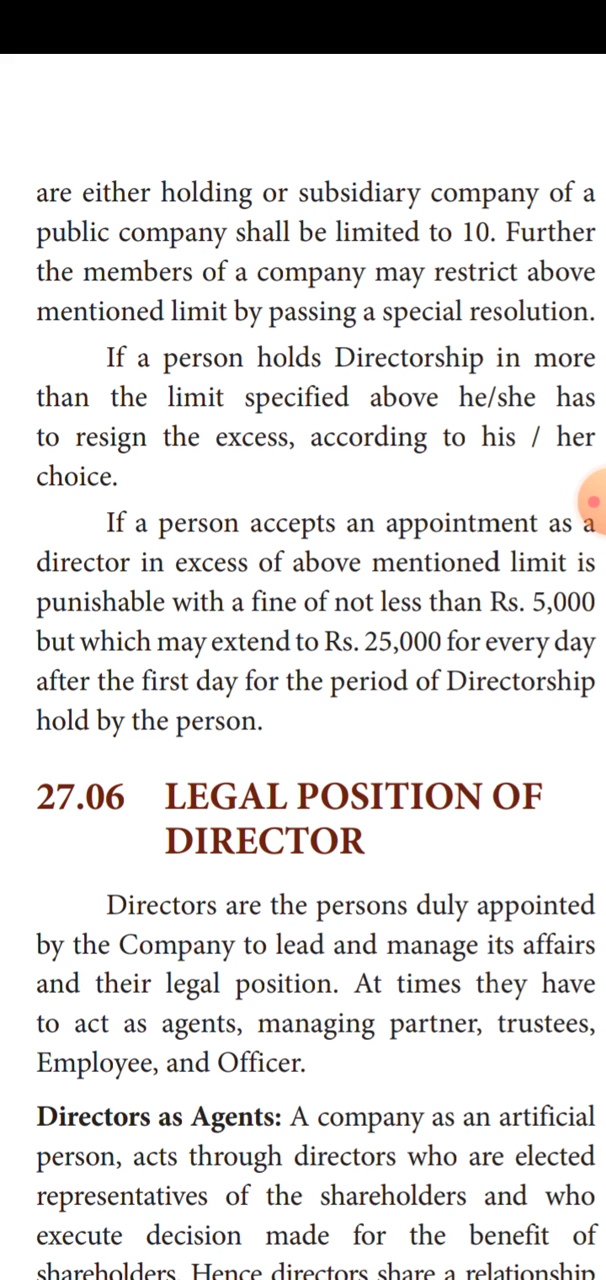 are either holding or subsidiary company of a
public company shall be limited to 10. Further
the members of a company may restrict above
mentioned limit by passing a special resolution.
If a person holds Directorship in more
than the limit specified above he/she has
to resign the excess, according to his / her
choice.
If a person accepts an appointment as a
director in excess of above mentioned limit is
punishable with a fine of not less than Rs. 5,000
but which may extend to Rs. 25,000 for every day
after the first day for the period of Directorship
hold by the person.
27.06 LEGAL POSITION OF
DIRECTOR
Directors are the persons duly appointed
by the Company to lead and manage its affairs
and their legal position. At times they have
to act as agents, managing partner, trustees,
Employee, and Officer.
Directors as Agents: A company as an artificial
person, acts through directors who are elected
representatives of the shareholders and who
execute decision made for the benefit of
shareholders. Hence directors share a relationship